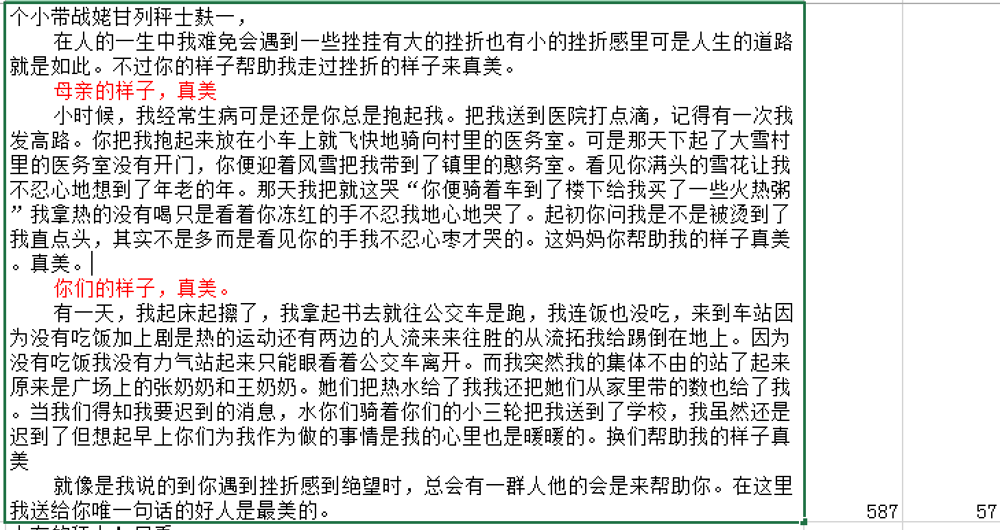 个小带战姥甘列秤士麸一，
在人的一生中我难免会遇到一些挫挂有大的挫折也有小的挫折感里可是人生的道路
就是如此。不过你的样子帮助我走过挫折的样子来真美。
母亲的样子，真美
小时候，我经常生病可是还是你总是抱起我。把我送到医院打点滴，记得有一次我
发高路。你把我抱起来放在小车上就飞快地骑向村里的医务室。可是那天下起了大雪村
里的医务室没有开门，你便迎着风雪把我带到了镇里的憨务室。看见你满头的雪花让我
不忍心地想到了年老的年。那天我把就这哭“你便骑着车到了楼下给我买了一些火热粥
”我拿热的没有喝只是看着你冻红的手不忍我地心地哭了。起初你问我是不是被烫到了
我直点头，其实不是多而是看见你的手我不忍心枣才哭的。这妈妈你帮助我的样子真美
。真美。
你们的样子，真美。
有一天，我起床起擦了，我拿起书去就往公交车是跑，我连饭也没吃，来到车站因
为没有吃饭加上剧是热的运动还有两边的人流来来往胜的从流拓我给踢倒在地上。因为
没有吃饭我没有力气站起来只能眼看着公交车离开。而我突然我的集体不由的站了起来
原来是广场上的张奶奶和王奶奶。她们把热水给了我我还把她们从家里带的数也给了我
。当我们得知我要迟到的消息，水你们骑着你们的小三轮把我送到了学校，我虽然还是
迟到了但想起早上你们为我作为做的事情是我的心里也是暖暖的。换们帮助我的样子真
美
就像是我说的到你遇到挫折感到绝望时，总会有一群人他的会是来帮助你。在这里
我送给你唯一句话的好人是最美的。
587
57